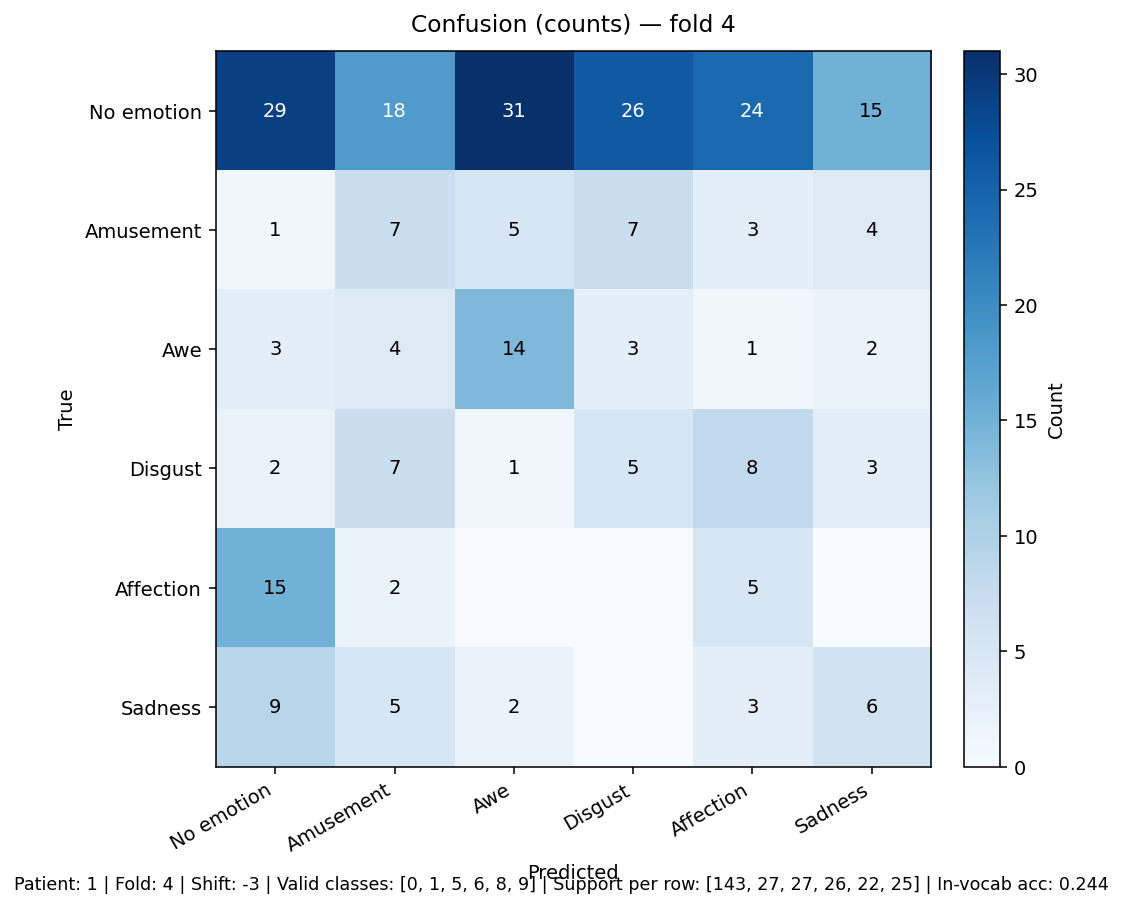 Confusion (counts) — fold 4
No emotion 29 18 31 26 24 15
Amusement 1 7 5 7 3 4
Awe 3 4 14 3 1 2
Disgust 2 7 1 5 8 3
Affection 15 2 5
Sadness 9 5 2 3 6
True
No emotion Amusement Awe Disgust Affection Sadness
Predicted
30
25
20
15
10
5
0
Count
Patient: 1 | Fold: 4 | Shift: -3 | Valid classes: [0, 1, 5, 6, 8, 9] | Support per row: [143, 27, 27, 26, 22, 25] | In-vocab acc: 0.244